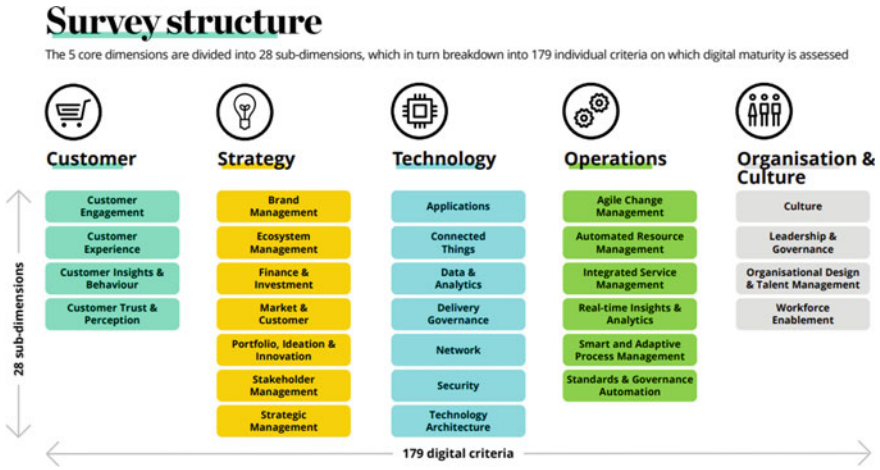 Survey structure
The 5 core dimensions are divided into 28 sub-dimensions, which in turn breakdown into 179 individual criteria on which digital maturity is assessed
Customer
Customer
Engagement
Customer
Experience
Customer Insights &
Behaviour
Customer Trust &
Perception
Strategy
Brand
Management
Ecosystem
Management
Finance &
Investment
Market &
Customer
Portfolio, Ideation &
Innovation
Stakeholder
Management
Strategic
Management
Technology
Applications
Connected
Things
Data &
Analytics
Delivery
Governance
Network
Security
Technology
Architecture
Operations
Agile Change
Management
Automated Resource
Management
Integrated Service
Management
Real-time Insights &
Analytics
Smart and Adaptive
Process Management
Standards & Governance
Automation
Organisation &
Culture
Culture
Leadership &
Governance
Organisational Design
& Talent Management
Workforce
Enablement
28 sub-dimensions
179 digital criteria